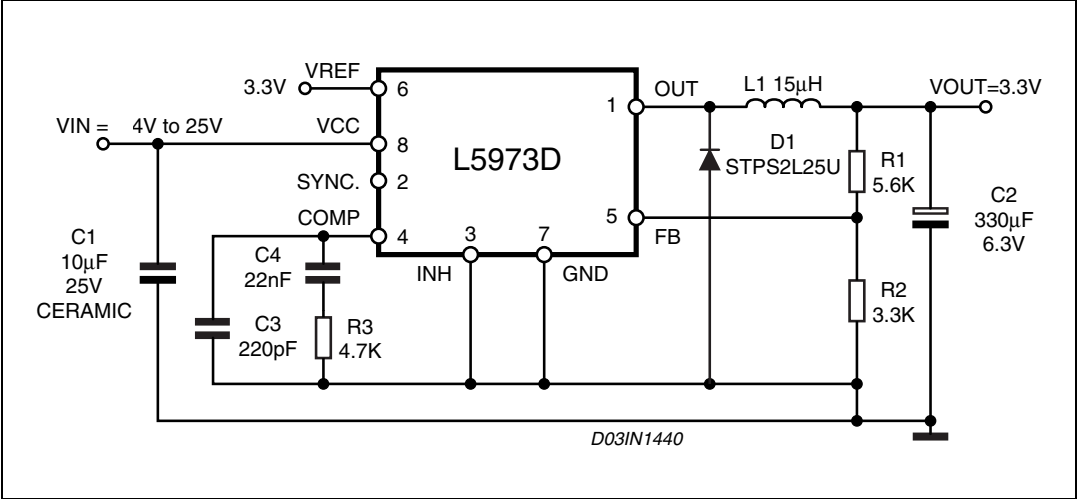 VREF
3.3V
6
VIN =
4V to 25V
VCC
8
SYNC.
2
COMP
4
L5973D
3
7
INH
GND
1
OUT
5
FB
L1 15µH
VOUT=3.3V
D1
STPS2L25U
R1
5.6K
C2
330µF
6.3V
R2
3.3K
C1
10µF
25V
CERAMIC
C4
22nF
C3
220pF
R3
4.7K
D03IN1440